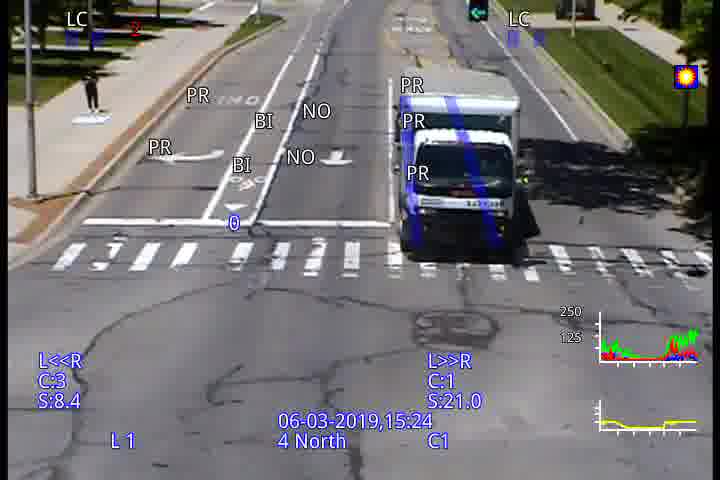 LC
2
LC
PR
PR
NO
BI
PR
PR
NO
BI
PR
0
250
125
L<<R
C:3
S:8.4
L>>R
C:1
S:21.0
06-03-2019,15:24
L 1
4 North
C1